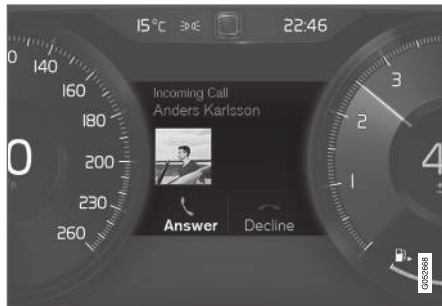 15°C 22:46
0 140 160 180 200 230 260
0
Incoming Call
Anders Karlsson
Answer Decline
3
2
1
4
G052668